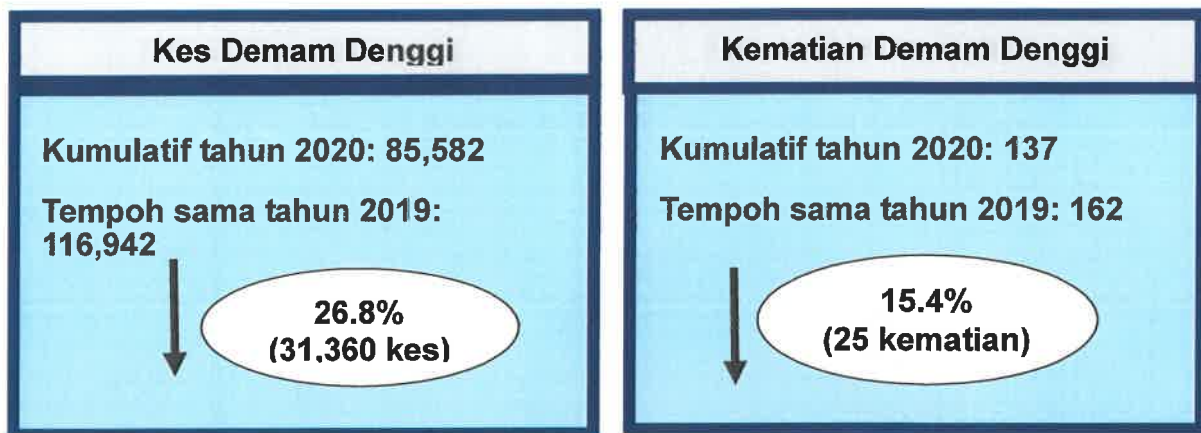 Kes Demam Denggi
Kumulatif tahun 2020: 85,582
Tempoh sama tahun 2019:
116,942
26.8%
(31,360 kes)
Kematian Demam Denggi
Kumulatif tahun 2020: 137
Tempoh sama tahun 2019: 162
15.4%
(25 kematian)